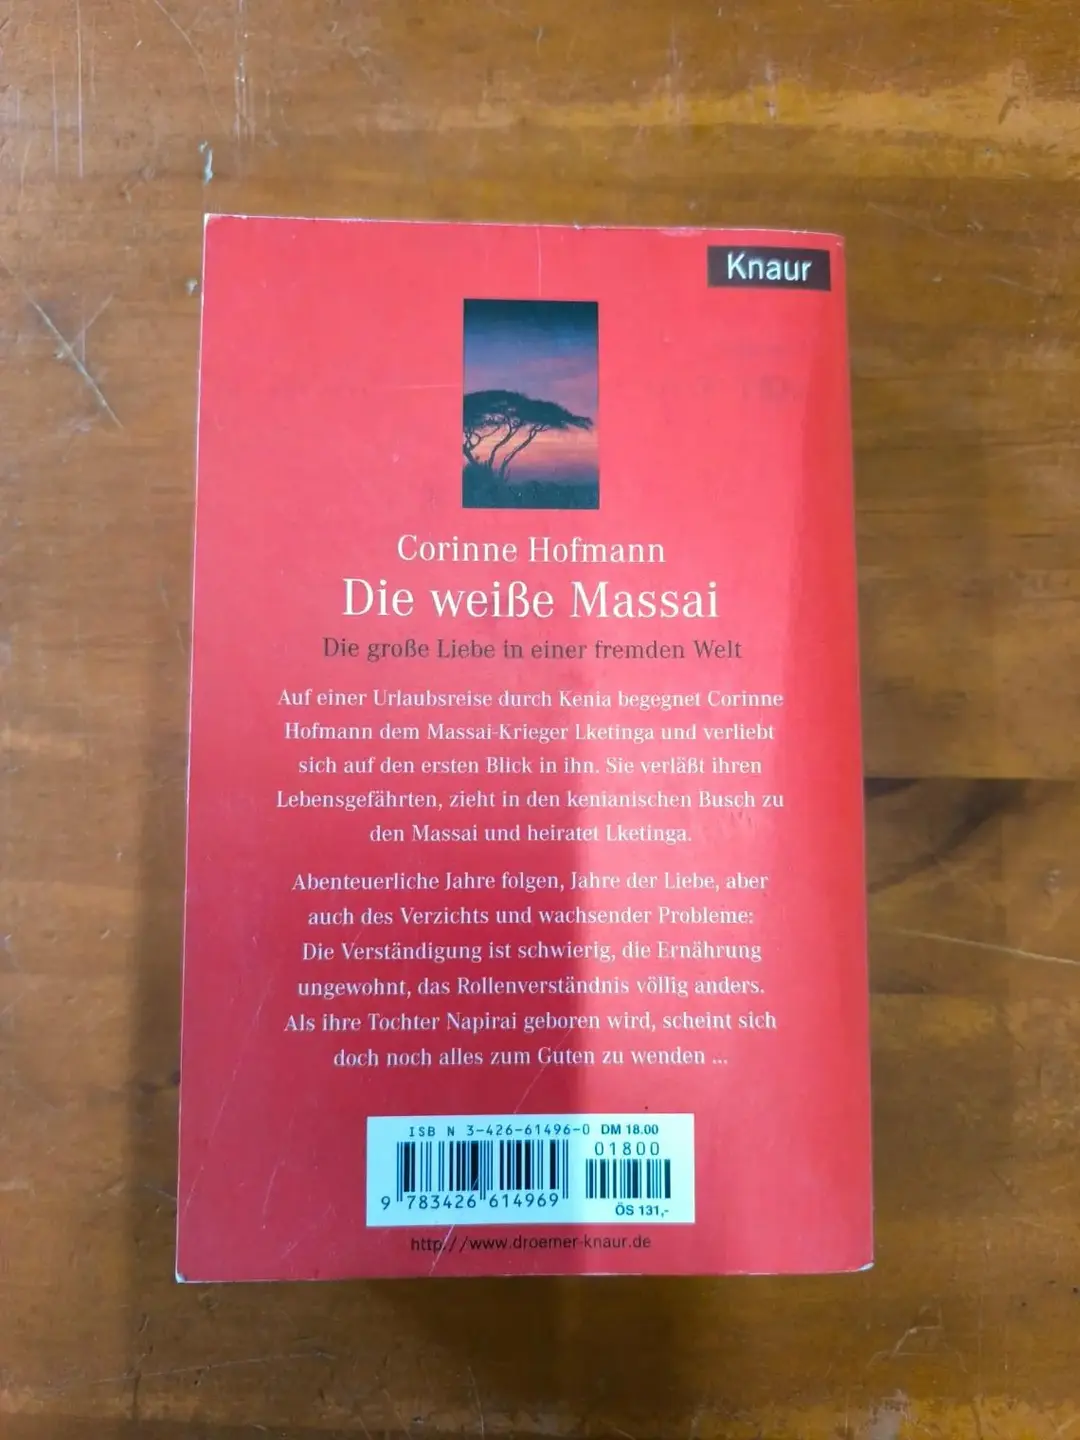 Knaur
Corinne Hofmann
Die weiße Massai
Die große Liebe in einer fremden Welt
Auf einer Urlaubsreise durch Kenia begegnet Corinne
Hofmann dem Massai-Krieger Lketinga und verliebt
sich auf den ersten Blick in ihn. Sie verläßt ihren
Lebensgefährten, zieht in den kenianischen Busch zu
den Massai und heiratet Lketinga.
Abenteuerliche Jahre folgen, Jahre der Liebe, aber
auch des Verzichts und wachsender Probleme:
Die Verständigung ist schwierig, die Ernährung
ungewohnt, das Rollenverständnis völlig anders.
Als ihre Tochter Napirai geboren wird, scheint sich
doch noch alles zum Guten zu wenden ...
ISBN 3-426-61496-0 DM 18.00
01800
9 783426 614969
ÖS 131,-
http://www.droemer-knaur.de